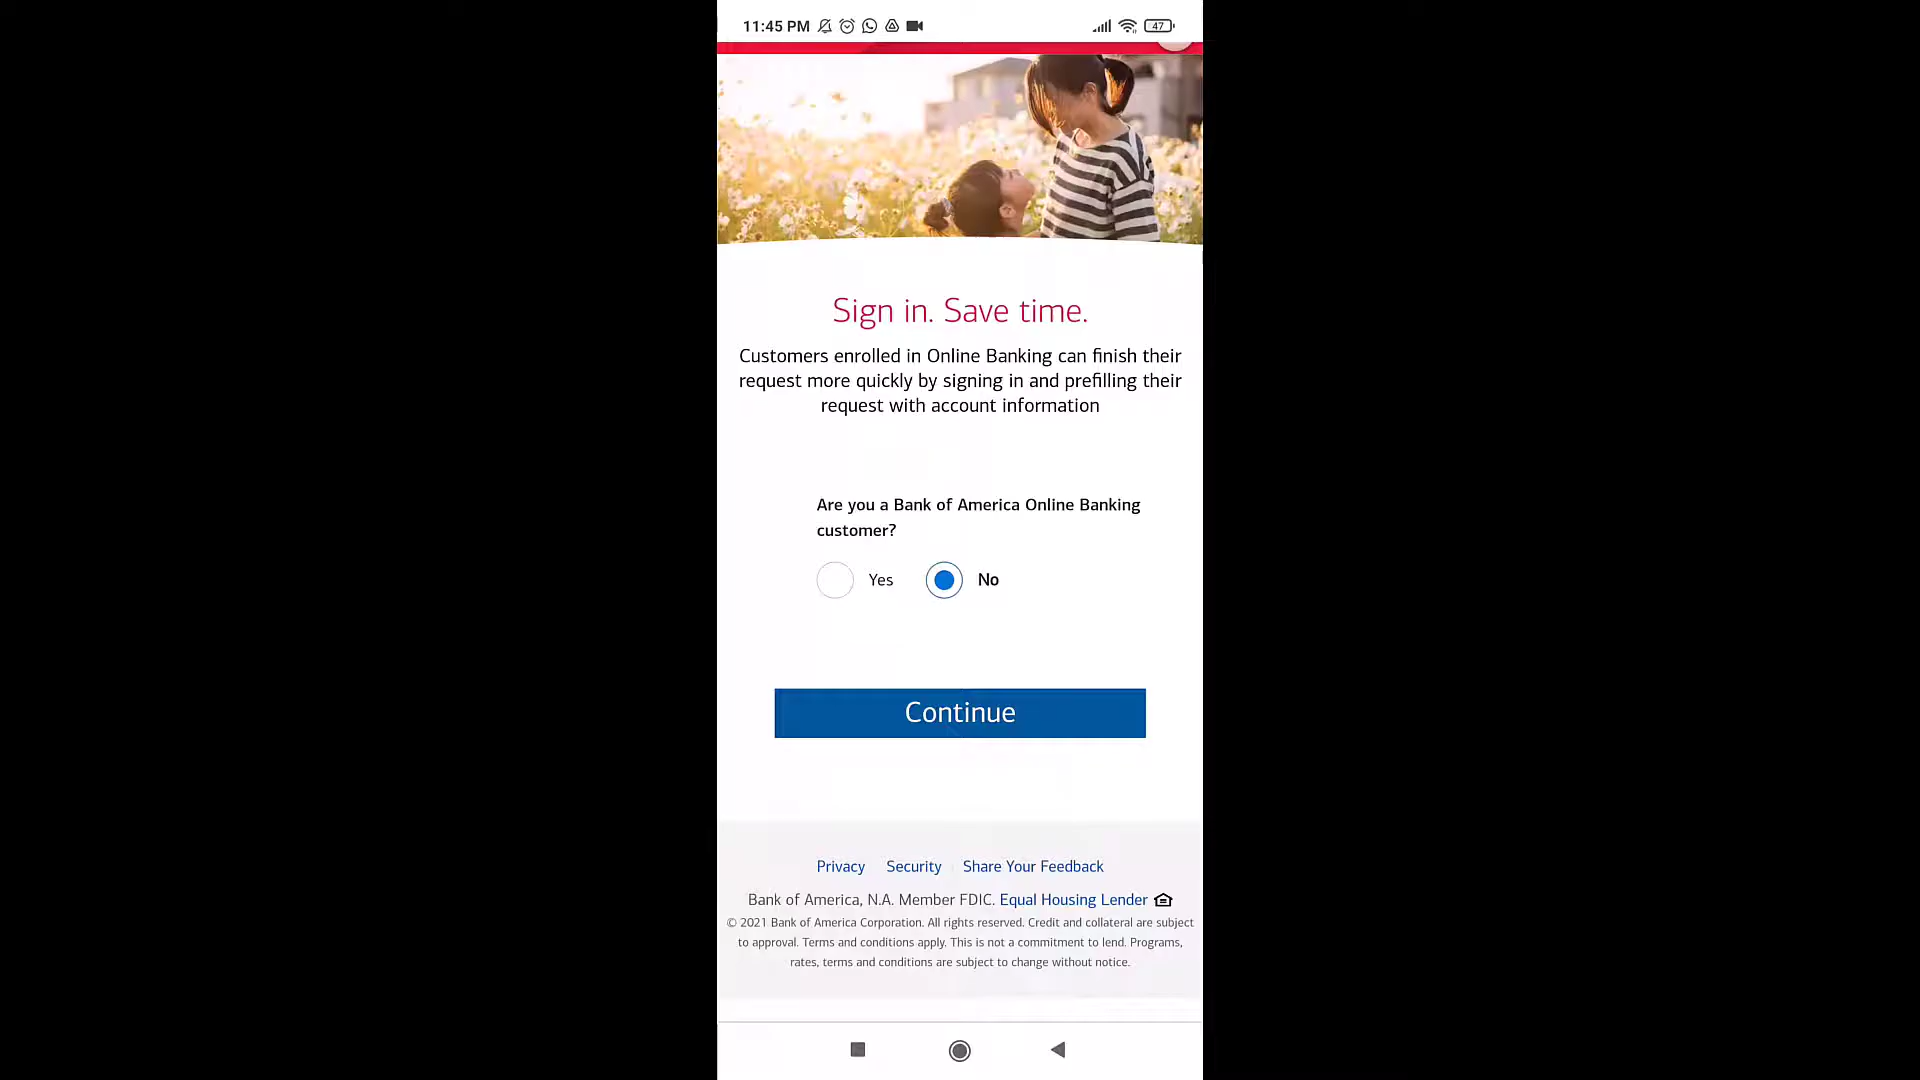 11:45 PM
47
Sign in. Save time.
Customers enrolled in Online Banking can finish their
request more quickly by signing in and prefilling their
request with account information
Are you a Bank of America Online Banking
customer?
Yes No
Continue
Privacy Security Share Your Feedback
Bank of America, N.A. Member FDIC. Equal Housing Lender
© 2021 Bank of America Corporation. All rights reserved. Credit and collateral are subject
to approval. Terms and conditions apply. This is not a commitment to lend. Programs,
rates, terms and conditions are subject to change without notice.